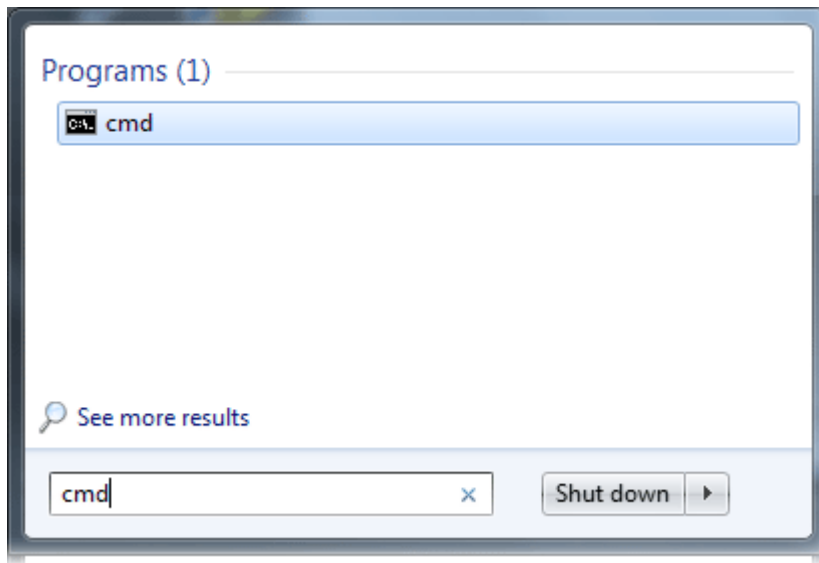 Programs (1)
C:\. cmd
See more results
cmd
Shut down